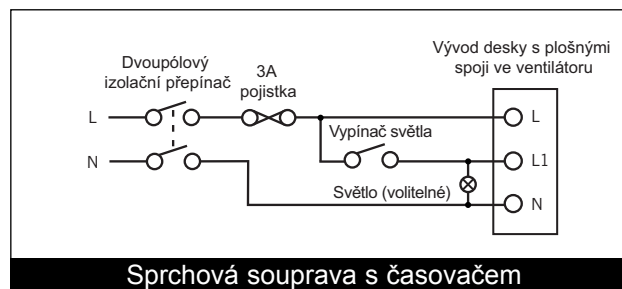 Dvoupólový
izolační přepínač
3A
pojistka
Vývod desky s plošnými
spoji ve ventilátoru
L
L
Vypínač světla
N
L1
Světlo (volitelné)
N
Sprchová souprava s časovačem